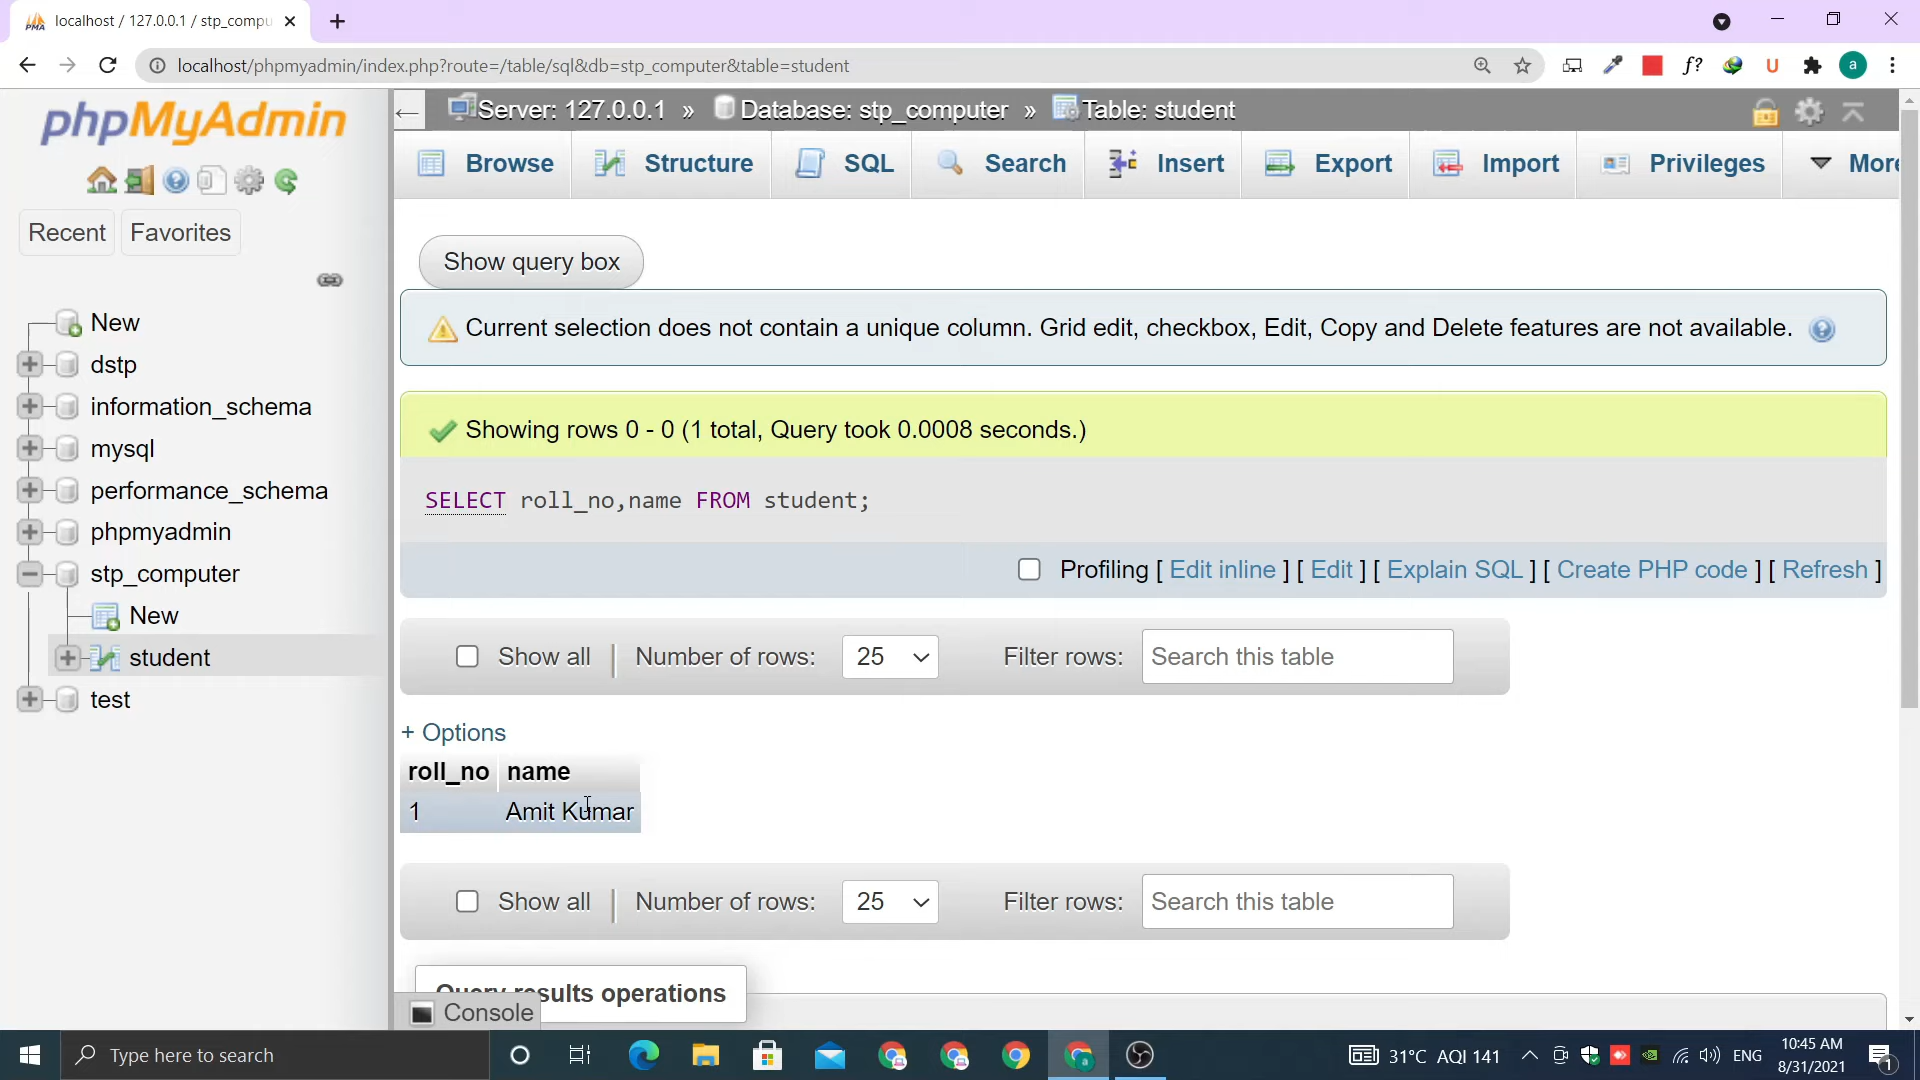 localhost / 127.0.0.1 / stp_compu
localhost/phpmyadmin/index.php?route=/table/sql&db=stp_computer&table=student
phpMyAdmin
Recent Favorites
New
dstp
information_schema
mysql
performance_schema
phpmyadmin
stp_computer
New
student
test
Server: 127.0.0.1 » Database: stp_computer » Table: student
Browse Structure SQL Search Insert Export Import Privileges More
Show query box
Current selection does not contain a unique column. Grid edit, checkbox, Edit, Copy and Delete features are not available.
Showing rows 0 - 0 (1 total, Query took 0.0008 seconds.)
SELECT roll_no,name FROM student;
Profiling [ Edit inline ] [ Edit ] [ Explain SQL ] [ Create PHP code ] [ Refresh ]
Show all Number of rows: 25 Filter rows: Search this table
+ Options
roll_no name
1 Amit Kumar
Show all Number of rows: 25 Filter rows: Search this table
Query results operations
Console
Type here to search
31°C AQI 141 ENG
10:45 AM
8/31/2021
1